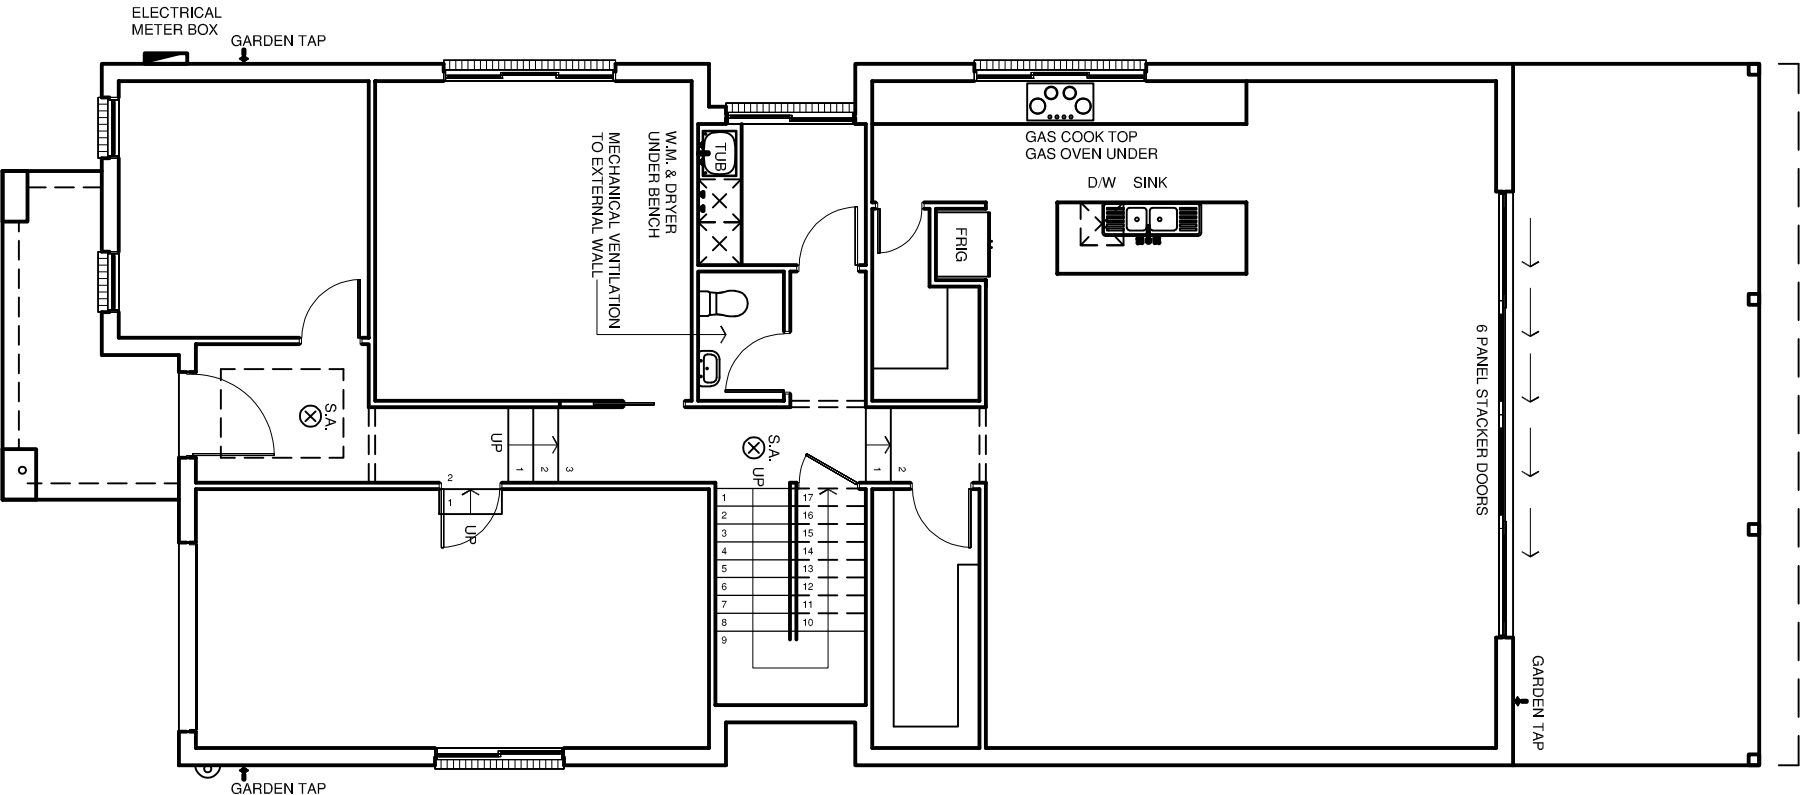 ELECTRICAL
METER BOX
GARDEN TAP
W.M. & DRYER
UNDER BENCH
MECHANICAL VENTILATION
TO EXTERNAL WALL
TUB
GAS COOK TOP
GAS OVEN UNDER
D/W SINK
FRIG
6 PANEL STACKER DOORS
S.A.
UP
1
2
3
2
1
UP
S.A.
UP
1
2
1
2
3
4
5
6
7
8
9
17
16
15
14
13
12
11
10
GARDEN TAP
GARDEN TAP